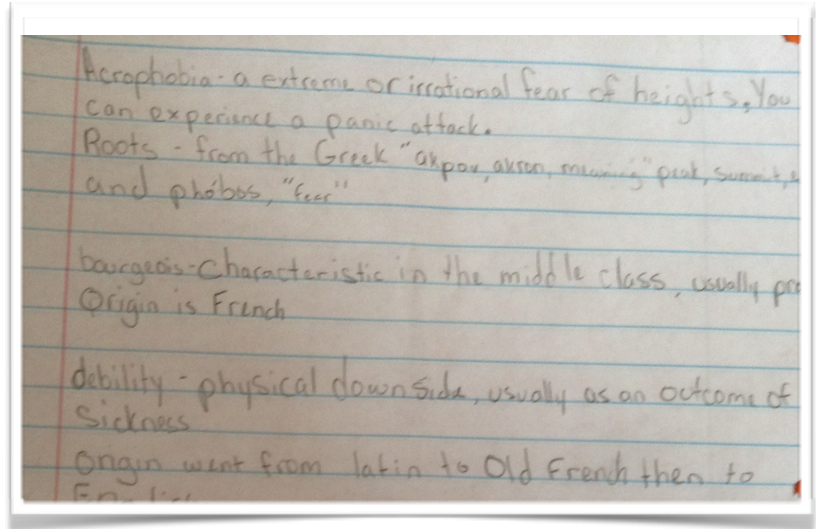 Acrophobia - a extreme or irrational fear of heights. You
can experience a panic attack.
Roots - from the Greek "akpov, akron, meaning "peak, summit,
and phóbos, "fear"
bourgeois - Characteristic in the middle class, usually
Origin is French
debility - physical downside, usually as an outcome of
Sickness
Origin went from latin to Old French then to